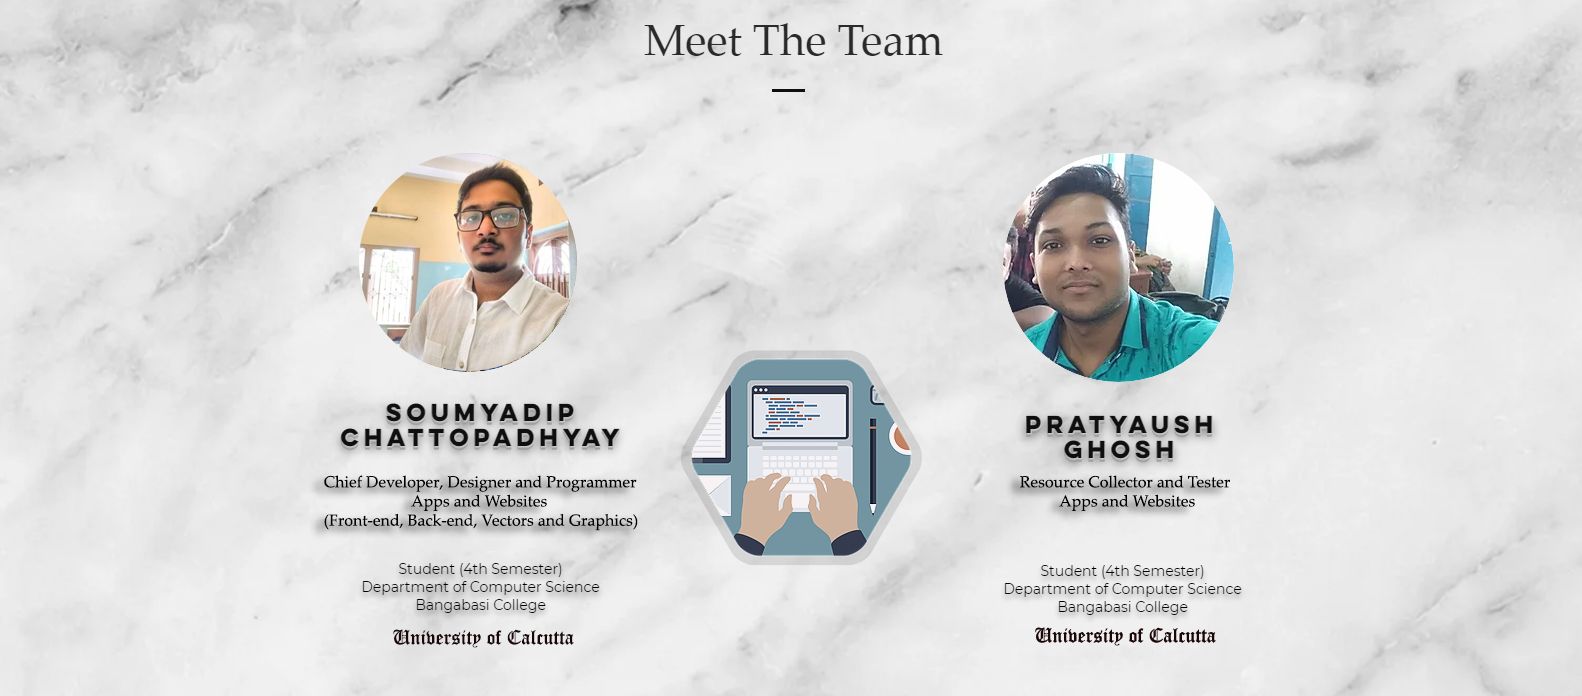 Meet The Team
SOUMYADIP
CHATTOPADHYAY
Chief Developer, Designer and Programmer
Apps and Websites
(Front-end, Back-end, Vectors and Graphics)
Student (4th Semester)
Department of Computer Science
Bangabasi College
University of Calcutta
PRATYAUSH
GHOSH
Resource Collector and Tester
Apps and Websites
Student (4th Semester)
Department of Computer Science
Bangabasi College
University of Calcutta